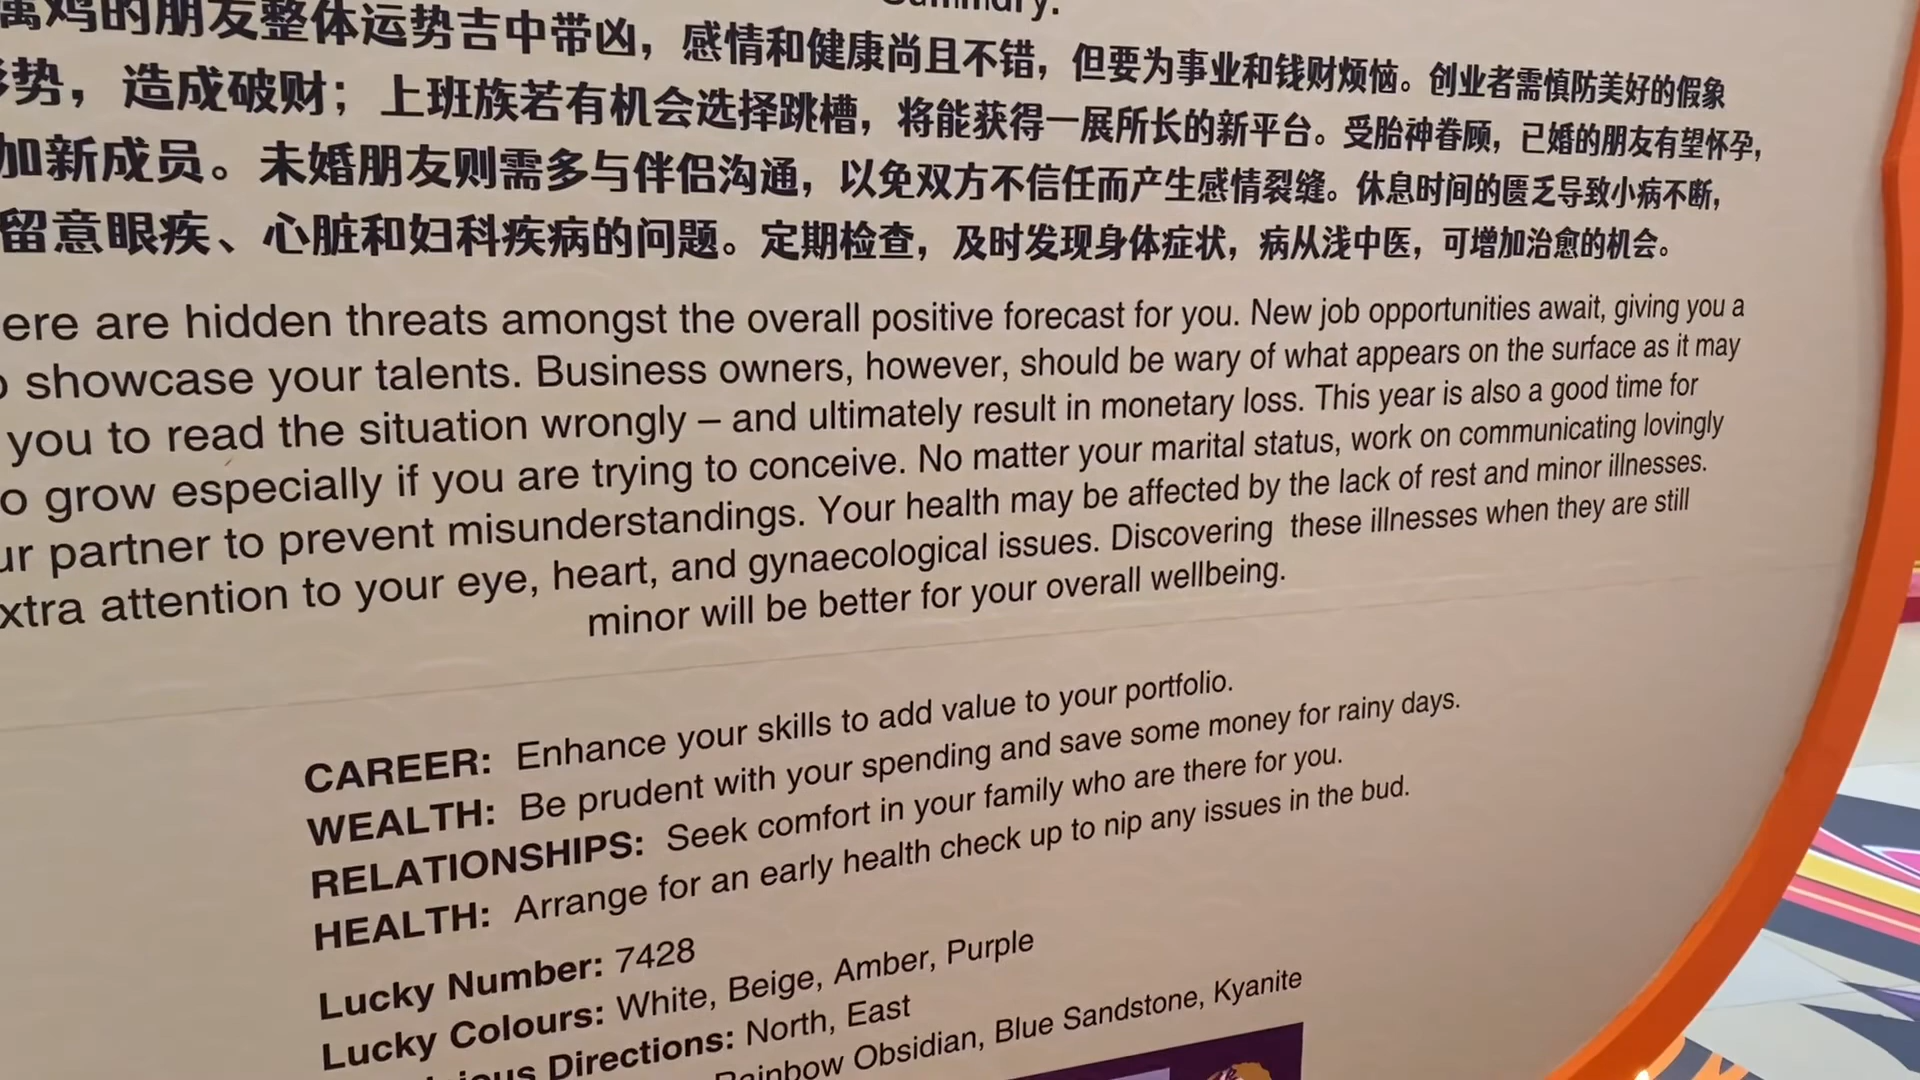 Summary:
属鸡的朋友整体运势吉中带凶，感情和健康尚且不错，但要为事业和钱财烦恼。创业者需慎防美好的假象
势，造成破财；上班族若有机会选择跳槽，将能获得一展所长的新平台。受胎神眷顾，已婚的朋友有望怀孕，
加新成员。未婚朋友则需多与伴侣沟通，以免双方不信任而产生感情裂缝。休息时间的匮乏导致小病不断，
留意眼疾、心脏和妇科疾病的问题。定期检查，及时发现身体症状，病从浅中医，可增加治愈的机会。
ere are hidden threats amongst the overall positive forecast for you. New job opportunities await, giving you a
showcase your talents. Business owners, however, should be wary of what appears on the surface as it may
you to read the situation wrongly – and ultimately result in monetary loss. This year is also a good time for
o grow especially if you are trying to conceive. No matter your marital status, work on communicating lovingly
ur partner to prevent misunderstandings. Your health may be affected by the lack of rest and minor illnesses.
xtra attention to your eye, heart, and gynaecological issues. Discovering these illnesses when they are still
minor will be better for your overall wellbeing.
CAREER: Enhance your skills to add value to your portfolio.
WEALTH: Be prudent with your spending and save some money for rainy days.
RELATIONSHIPS: Seek comfort in your family who are there for you.
HEALTH: Arrange for an early health check up to nip any issues in the bud.
Lucky Number: 7428
Lucky Colours: White, Beige, Amber, Purple
Directions: North, East
Rainbow Obsidian, Blue Sandstone, Kyanite